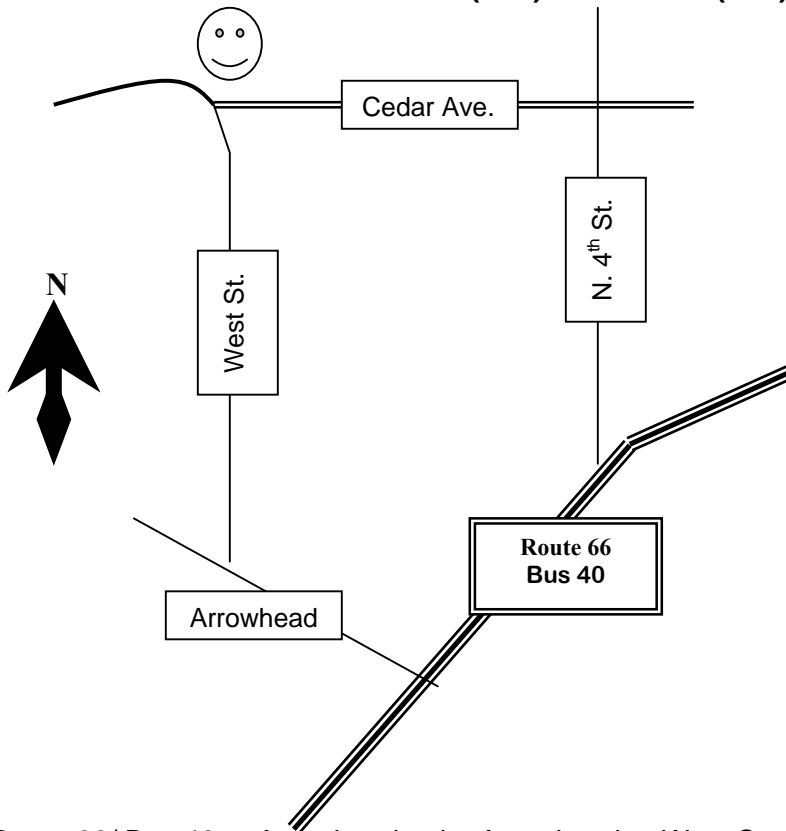 Cedar Ave.
N. 4th St.
N
West St.
Route 66
Bus 40
Arrowhead